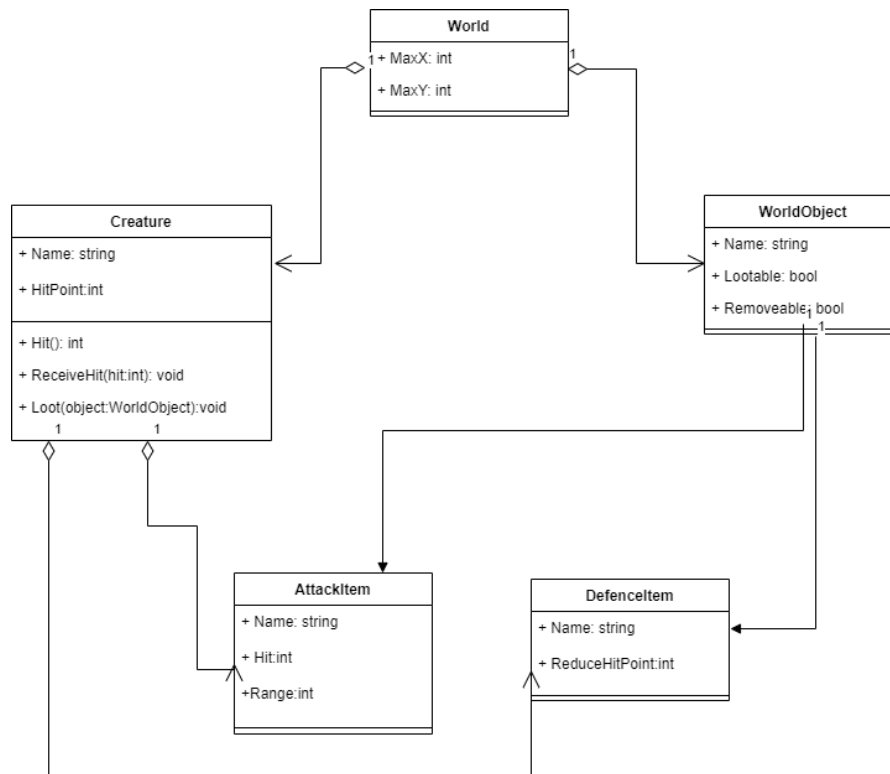 World
1
+ MaxX: int
1
+ MaxY: int
Creature
+ Name: string
+ HitPoint:int
+ Hit(): int
+ ReceiveHit(hit:int): void
+ Loot(object:WorldObject):void
1
1
WorldObject
+ Name: string
+ Lootable: bool
+ Removeable: bool
1
1
AttackItem
+ Name: string
+ Hit:int
+Range:int
DefenceItem
+ Name: string
+ ReduceHitPoint:int